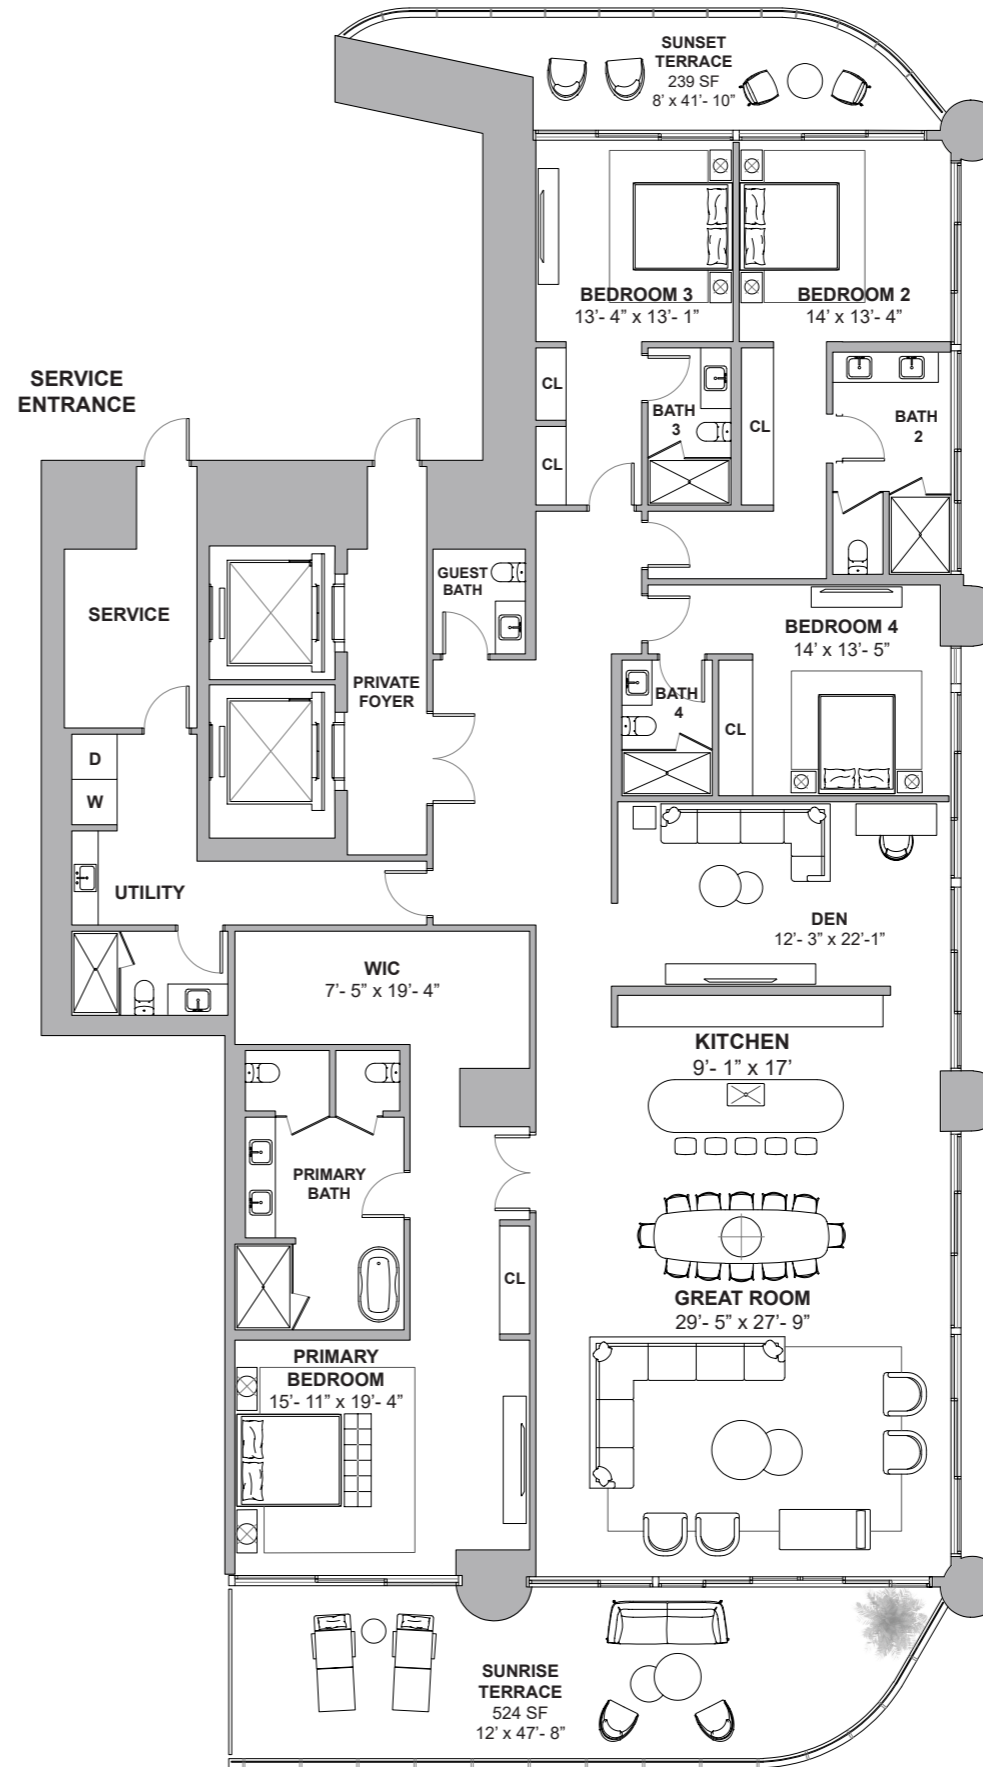 SUNSET
TERRACE
239 SF
8' x 41'- 10”
BEDROOM 3
13'- 4” x 13'- 1”
BEDROOM 2
14' x 13'- 4”
SERVICE
ENTRANCE
CL
BATH
3
CL
BATH
2
CL
GUEST
BATH
SERVICE
BEDROOM 4
14' x 13'- 5”
PRIVATE
FOYER
BATH
4
CL
D
W
UTILITY
DEN
12'- 3” x 22'-1”
WIC
7'- 5” x 19'- 4”
KITCHEN
9'- 1” x 17'
PRIMARY
BATH
CL
GREAT ROOM
29'- 5” x 27'- 9”
PRIMARY
BEDROOM
15'- 11” x 19'- 4”
SUNRISE
TERRACE
524 SF
12' x 47'- 8”